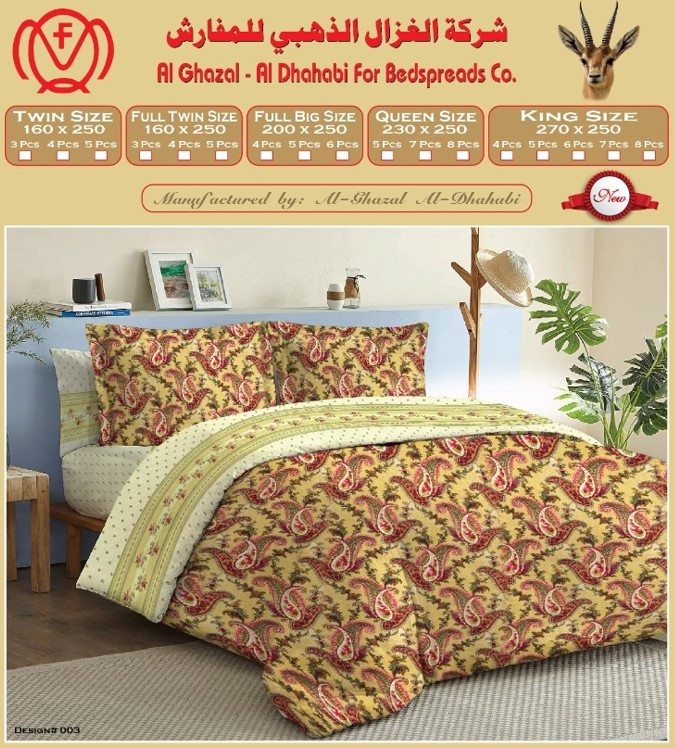 شركة الغزال الذهبي للمفارش
Al Ghazal - Al Dhahabi For Bedspreads Co.
Twin Size
160 x 250
3 Pcs 4 Pcs 5 Pcs
Full Twin Size
160 x 250
3 Pcs 4 Pcs 5 Pcs
Full Big Size
200 x 250
4 Pcs 5 Pcs 6 Pcs
Queen Size
230 x 250
5 Pcs 7 Pcs 8 Pcs
King Size
270 x 250
4 Pcs 5 Pcs 6 Pcs 7 Pcs 8 Pcs
Manufactured by: Al-Ghazal Al-Dhahabi
New
Design# 003